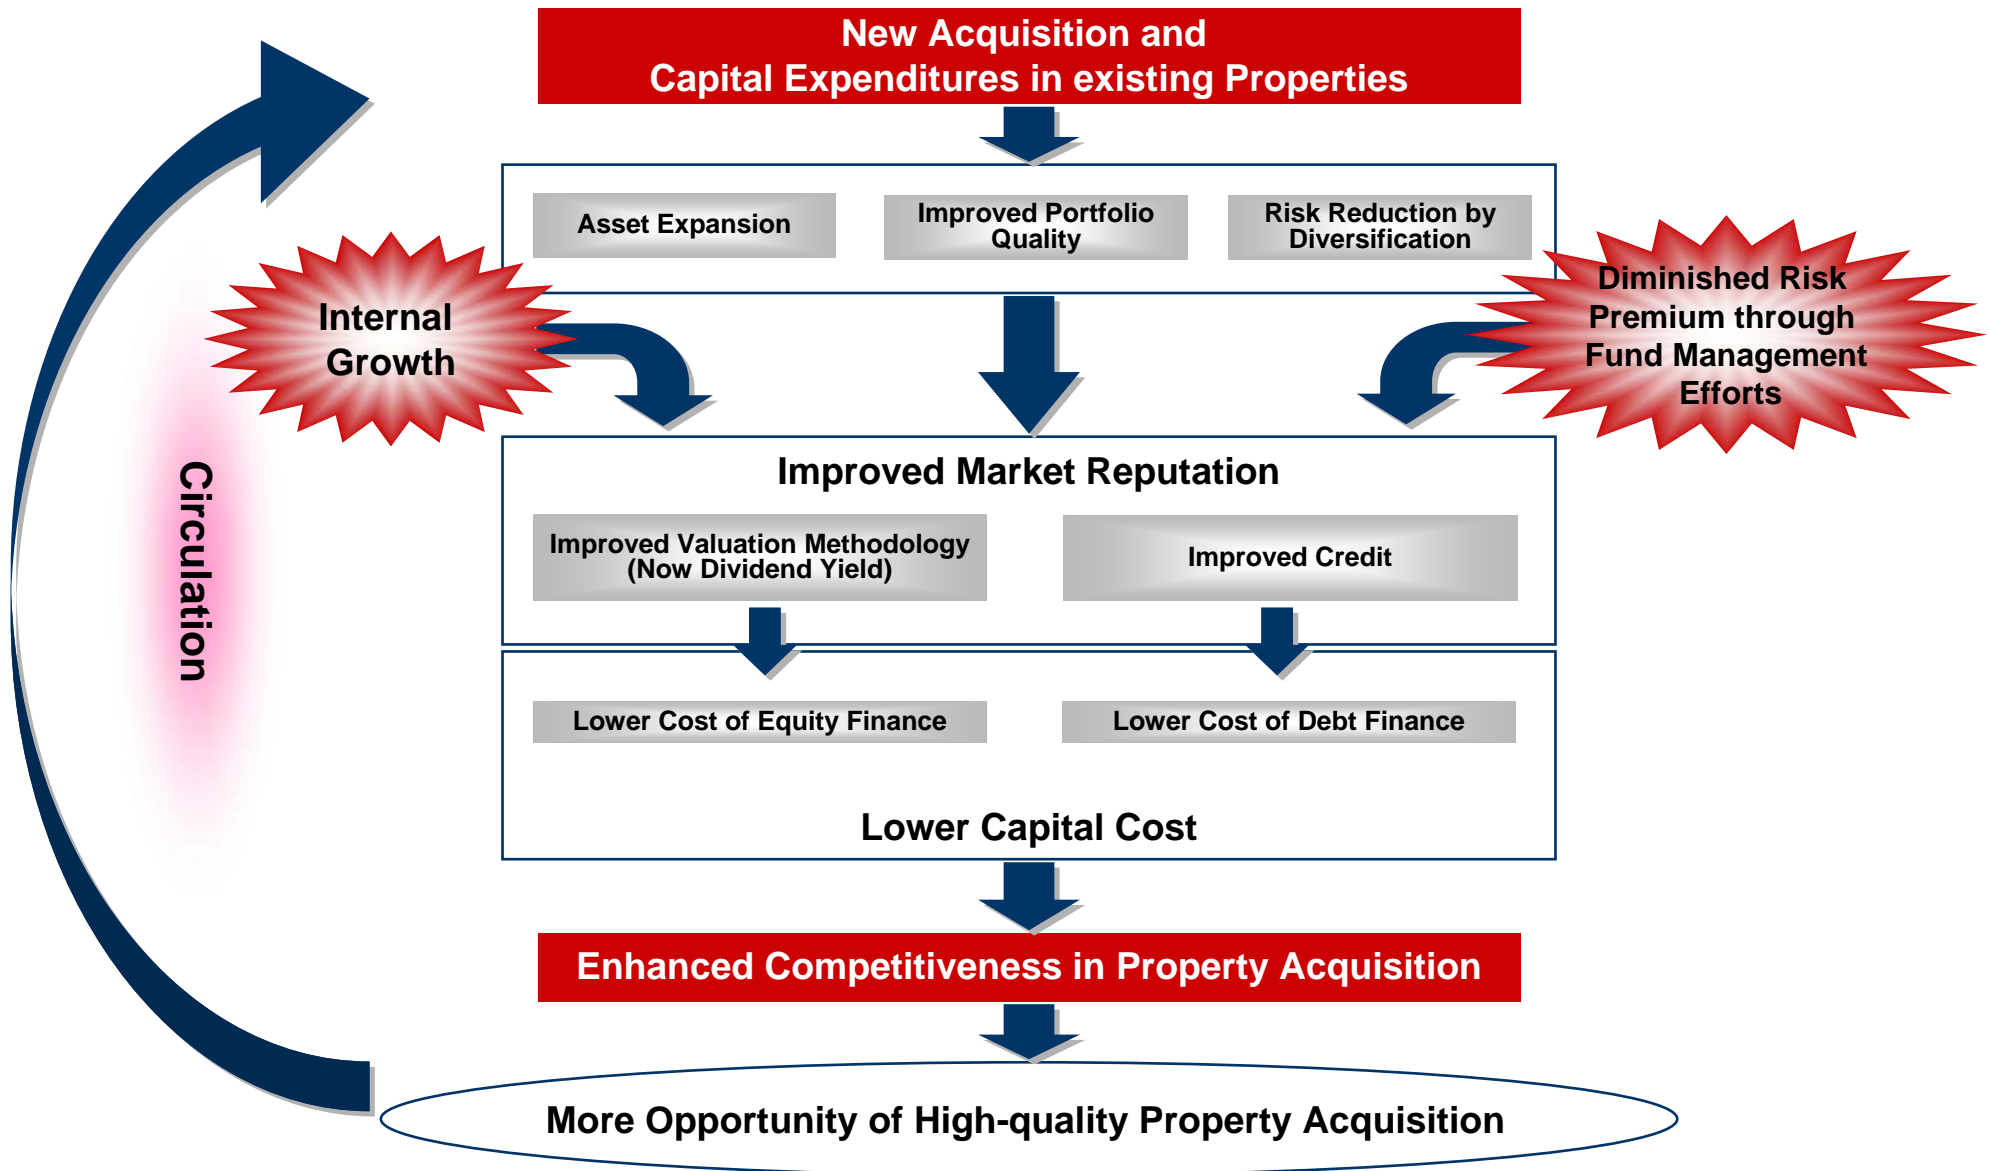 New Acquisition and
Capital Expenditures in existing Properties
Asset Expansion
Improved Portfolio
Quality
Risk Reduction by
Diversification
Internal
Growth
Diminished Risk
Premium through
Fund Management
Efforts
Circulation
Improved Market Reputation
Improved Valuation Methodology
(Now Dividend Yield)
Improved Credit
Lower Cost of Equity Finance
Lower Cost of Debt Finance
Lower Capital Cost
Enhanced Competitiveness in Property Acquisition
More Opportunity of High-quality Property Acquisition